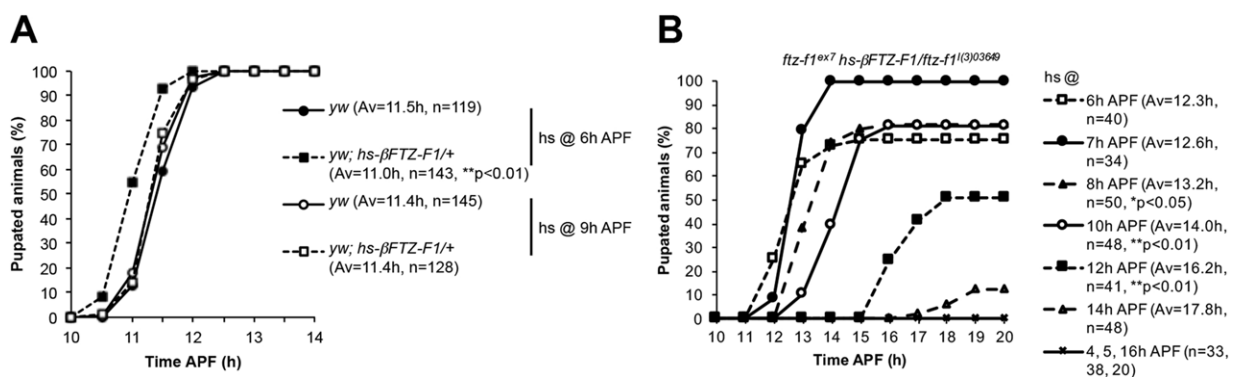 A
100
90
80
70
60
50
40
30
20
10
0
Pupated animals (%)
10 11 12 13 14
Time APF (h)
yw (Av=11.5h, n=119)
yw; hs-βFTZ-F1/+
(Av=11.0h, n=143, **p<0.01)
hs @ 6h APF
yw (Av=11.4h, n=145)
yw; hs-βFTZ-F1/+
(Av=11.4h, n=128)
hs @ 9h APF
B
ftz-f1ex7 hs-βFTZ-F1/ftz-f1l(3)03649
100
90
80
70
60
50
40
30
20
10
0
Pupated animals (%)
10 11 12 13 14 15 16 17 18 19 20
Time APF (h)
hs @
6h APF (Av=12.3h,
n=40)
7h APF (Av=12.6h,
n=34)
8h APF (Av=13.2h,
n=50, *p<0.05)
10h APF (Av=14.0h,
n=48, **p<0.01)
12h APF (Av=16.2h,
n=41, **p<0.01)
14h APF (Av=17.8h,
n=48)
4, 5, 16h APF (n=33,
38, 20)